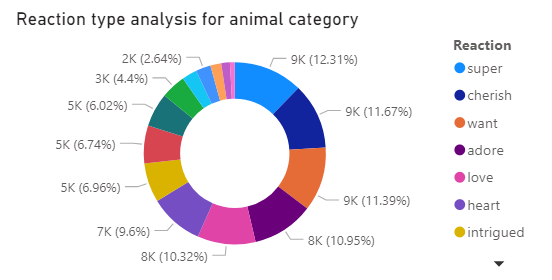 Reaction type analysis for animal category
2K (2.64%)
9K (12.31%)
3K (4.4%)
5K (6.02%)
9K (11.67%)
5K (6.74%)
5K (6.96%)
9K (11.39%)
7K (9.6%)
8K (10.95%)
8K (10.32%)
Reaction
super
cherish
want
adore
love
heart
intrigued